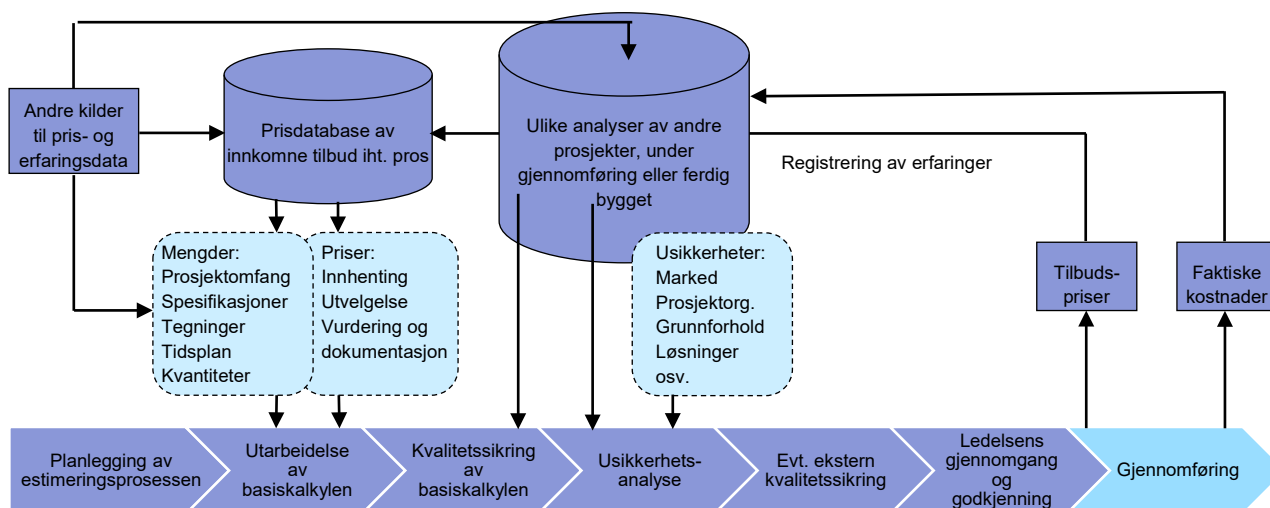 Andre kilder
til pris- og
erfaringsdata
Prisdatabase av
innkomne tilbud iht. pros
Ulike analyser av andre
prosjekter, under
gjennomføring eller ferdig
bygget
Registrering av erfaringer
Mengder:
Prosjektomfang
Spesifikasjoner
Tegninger
Tidsplan
Kvantiteter
Priser:
Innhenting
Utvelgelse
Vurdering og
dokumentasjon
Usikkerheter:
Marked
Prosjektorg.
Grunnforhold
Løsninger
osv.
Tilbuds-
priser
Faktiske
kostnader
Planlegging av
estimeringsprosessen
Utarbeidelse
av
basiskalkylen
Kvalitetssikring
av
basiskalkylen
Usikkerhets-
analyse
Evt. ekstern
kvalitetssikring
Ledelsens
gjennomgang
og
godkjenning
Gjennomføring